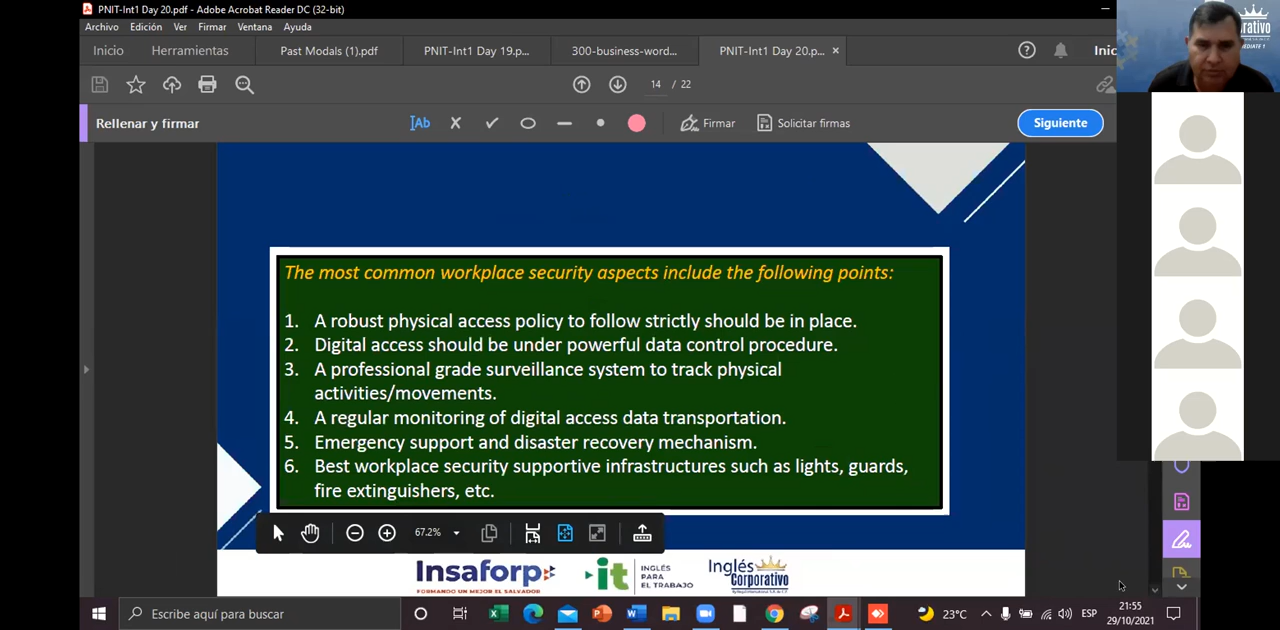 PNIT-Int1 Day 20.pdf - Adobe Acrobat Reader DC (32-bit)
Archivo Edición Ver Firmar Ventana Ayuda
Inicio Herramientas Past Modals (1).pdf PNIT-Int1 Day 19.p... 300-business-word... PNIT-Int1 Day 20.p... × Inic
14 / 22
Rellenar y firmar Ab Firmar Solicitar firmas Siguiente
The most common workplace security aspects include the following points:
1. A robust physical access policy to follow strictly should be in place.
2. Digital access should be under powerful data control procedure.
3. A professional grade surveillance system to track physical
activities/movements.
4. A regular monitoring of digital access data transportation.
5. Emergency support and disaster recovery mechanism.
6. Best workplace security supportive infrastructures such as lights, guards,
fire extinguishers, etc.
67.2%
Insaforp
FORMANDO UN MEJOR EL SALVADOR
it INGLÉS
PARA
EL TRABAJO
Inglés
Corporativo
Escribe aquí para buscar
23°C ESP 21:55
29/10/2021